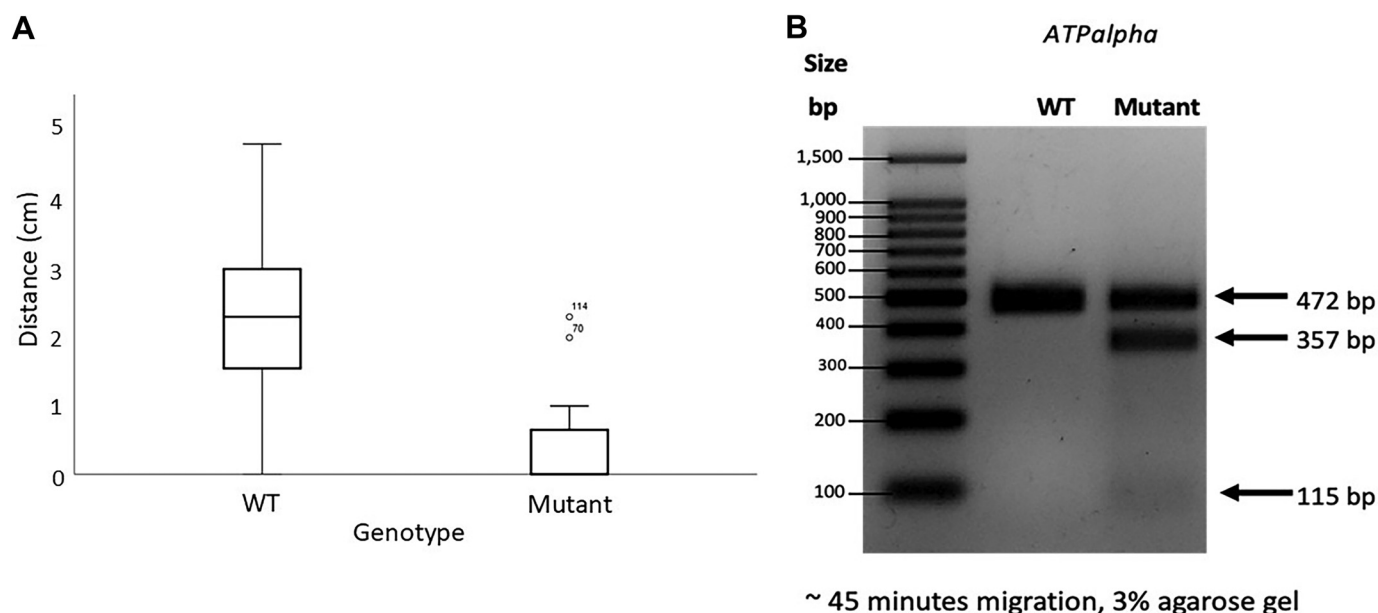 A
Distance (cm)
5
4
3
2
1
0
114
70
WT
Mutant
Genotype
B
ATPalpha
Size
bp
WT
Mutant
1,500
1,000
900
800
700
600
500
400
300
200
100
472 bp
357 bp
115 bp
~ 45 minutes migration, 3% agarose gel